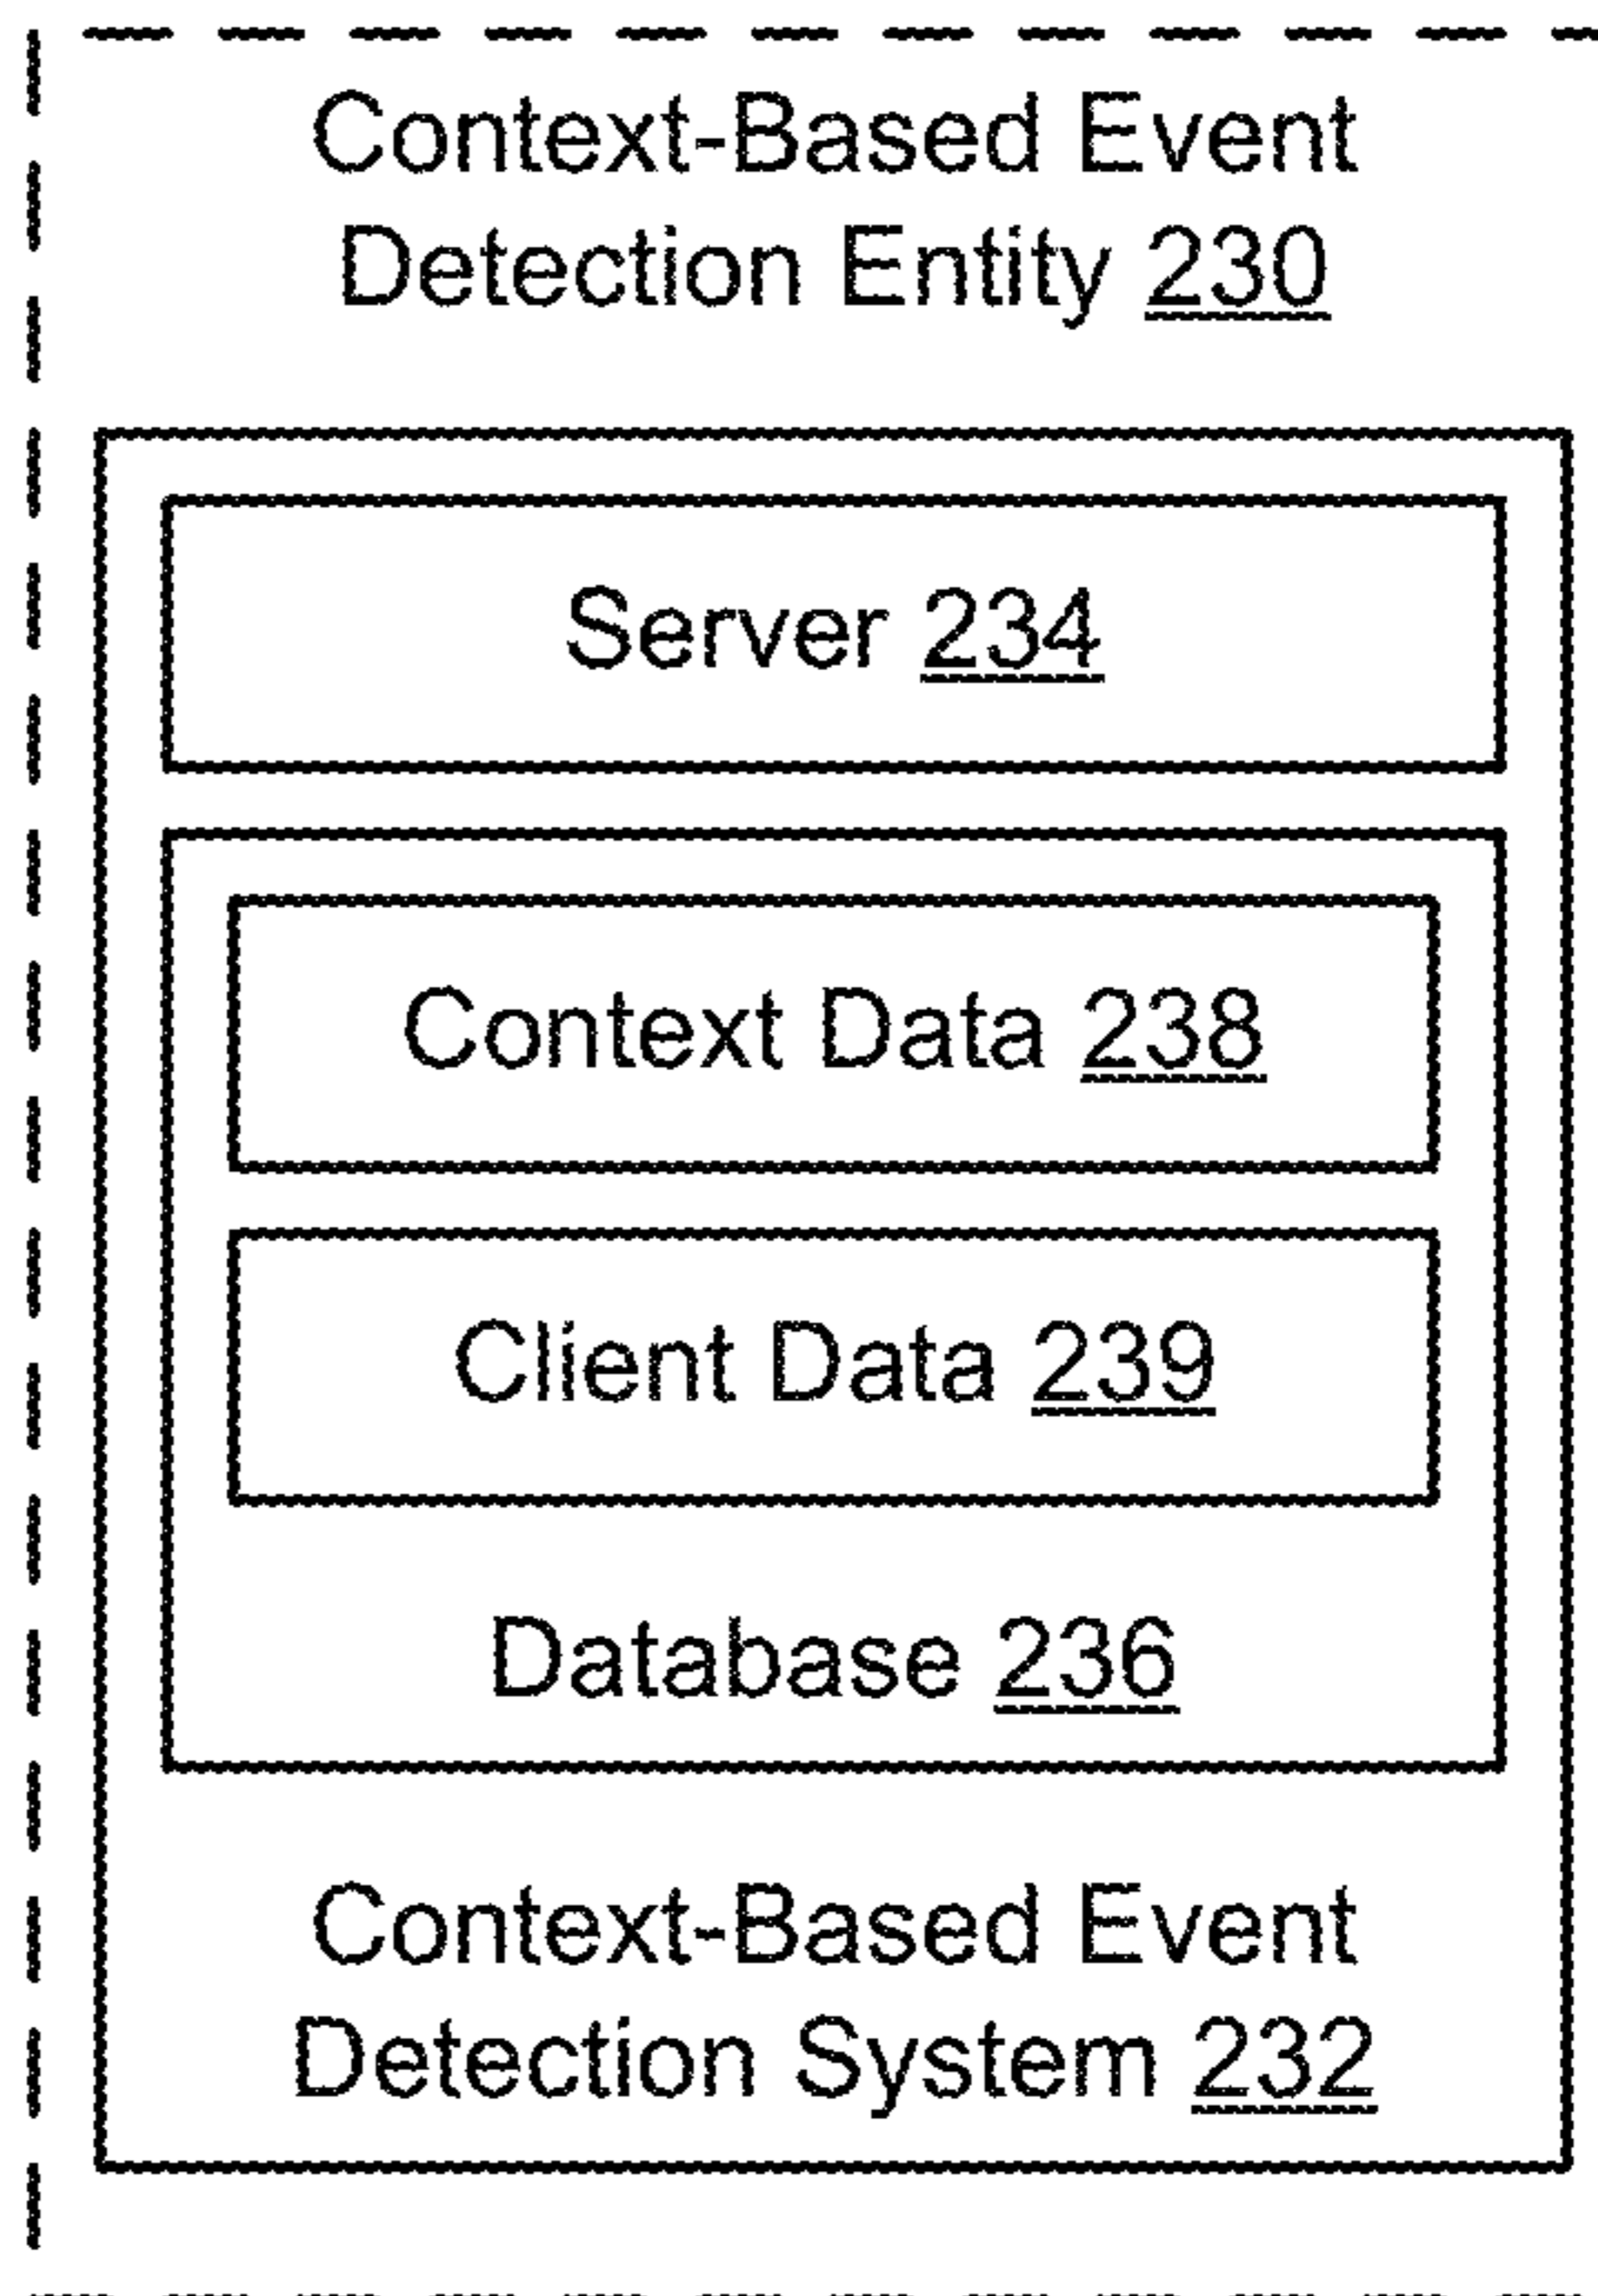 Context-Based Event
Detection Entity 230
Server 234
Context Data 238
Client Data 239
Database 236
Context-Based Event
Detection System 232